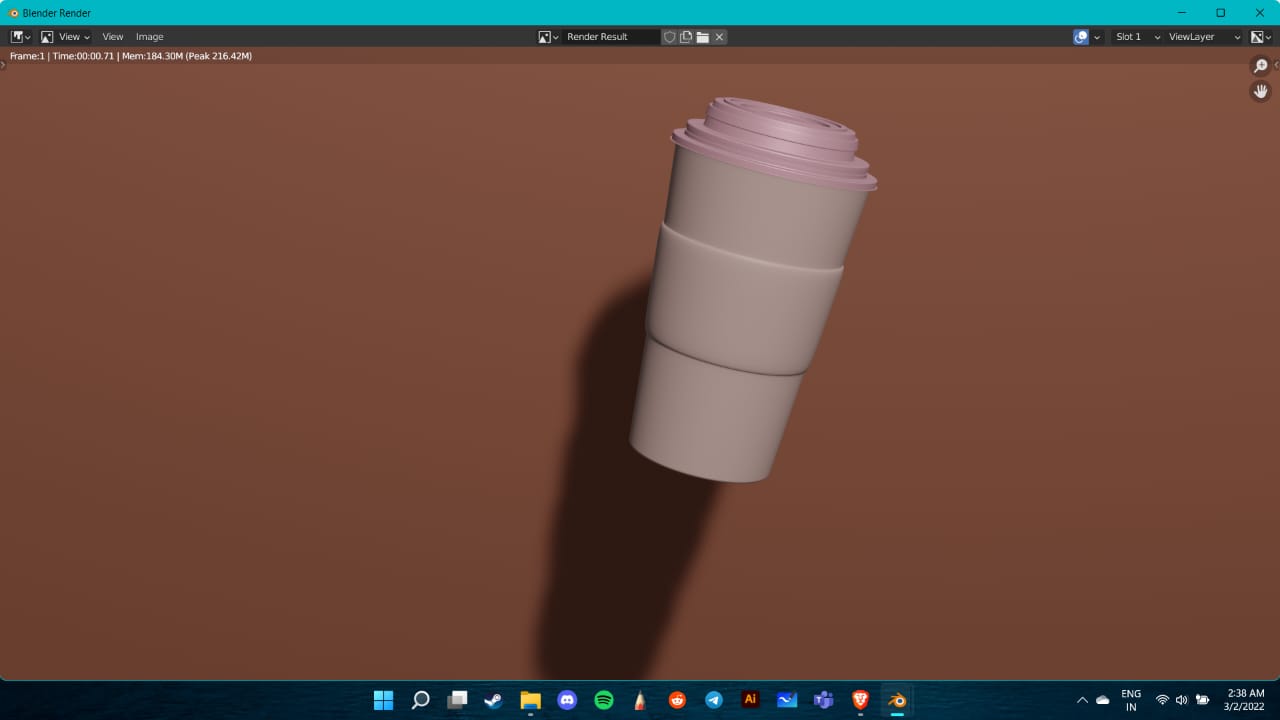 Blender Render
View View Image Render Result Slot 1 ViewLayer
Frame:1 | Time:00:00.71 | Mem:184.30M (Peak 216.42M)
Ai
ENG
IN
2:38 AM
3/2/2022